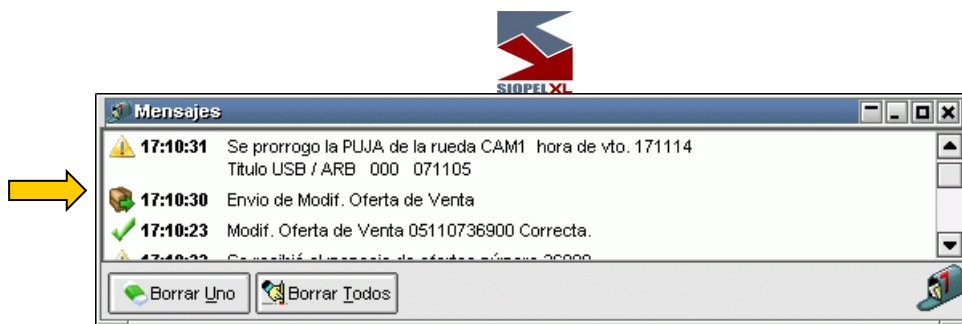 SIOPELXL
Mensajes
17:10:31 Se prorrogo la PUJA de la rueda CAM1 hora de vto. 171114
Titulo USB / ARB 000 071105
17:10:30 Envio de Modif. Oferta de Venta
17:10:23 Modif. Oferta de Venta 05110736900 Correcta.
Borrar Uno Borrar Todos